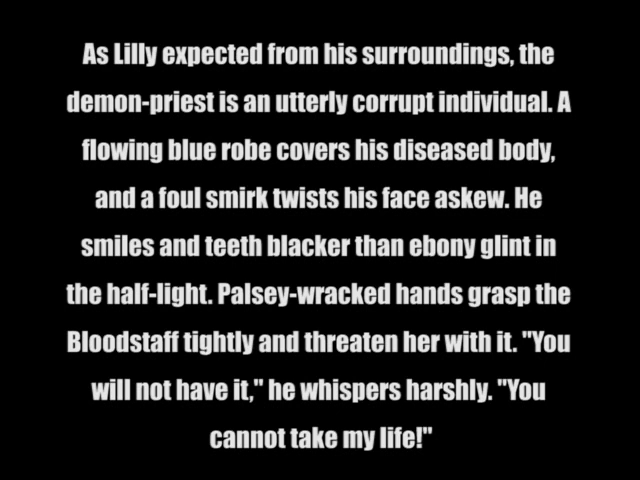 As Lilly expected from his surroundings, the
demon-priest is an utterly corrupt individual. A
flowing blue robe covers his diseased body,
and a foul smirk twists his face askew. He
smiles and teeth blacker than ebony glint in
the half-light. Palsey-wracked hands grasp the
Bloodstaff tightly and threaten her with it. "You
will not have it," he whispers harshly. "You
cannot take my life!"